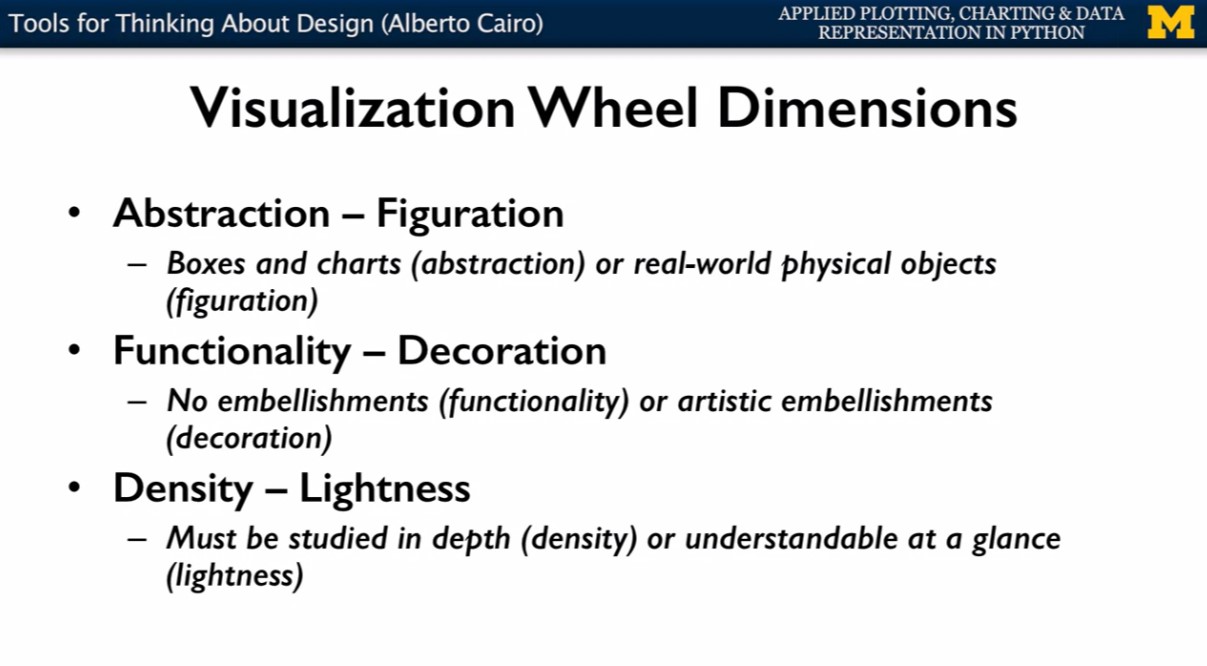 Tools for Thinking About Design (Alberto Cairo)
APPLIED PLOTTING, CHARTING & DATA
REPRESENTATION IN PYTHON
M
Visualization Wheel Dimensions
• Abstraction – Figuration
– Boxes and charts (abstraction) or real-world physical objects
(figuration)
• Functionality – Decoration
– No embellishments (functionality) or artistic embellishments
(decoration)
• Density – Lightness
– Must be studied in depth (density) or understandable at a glance
(lightness)